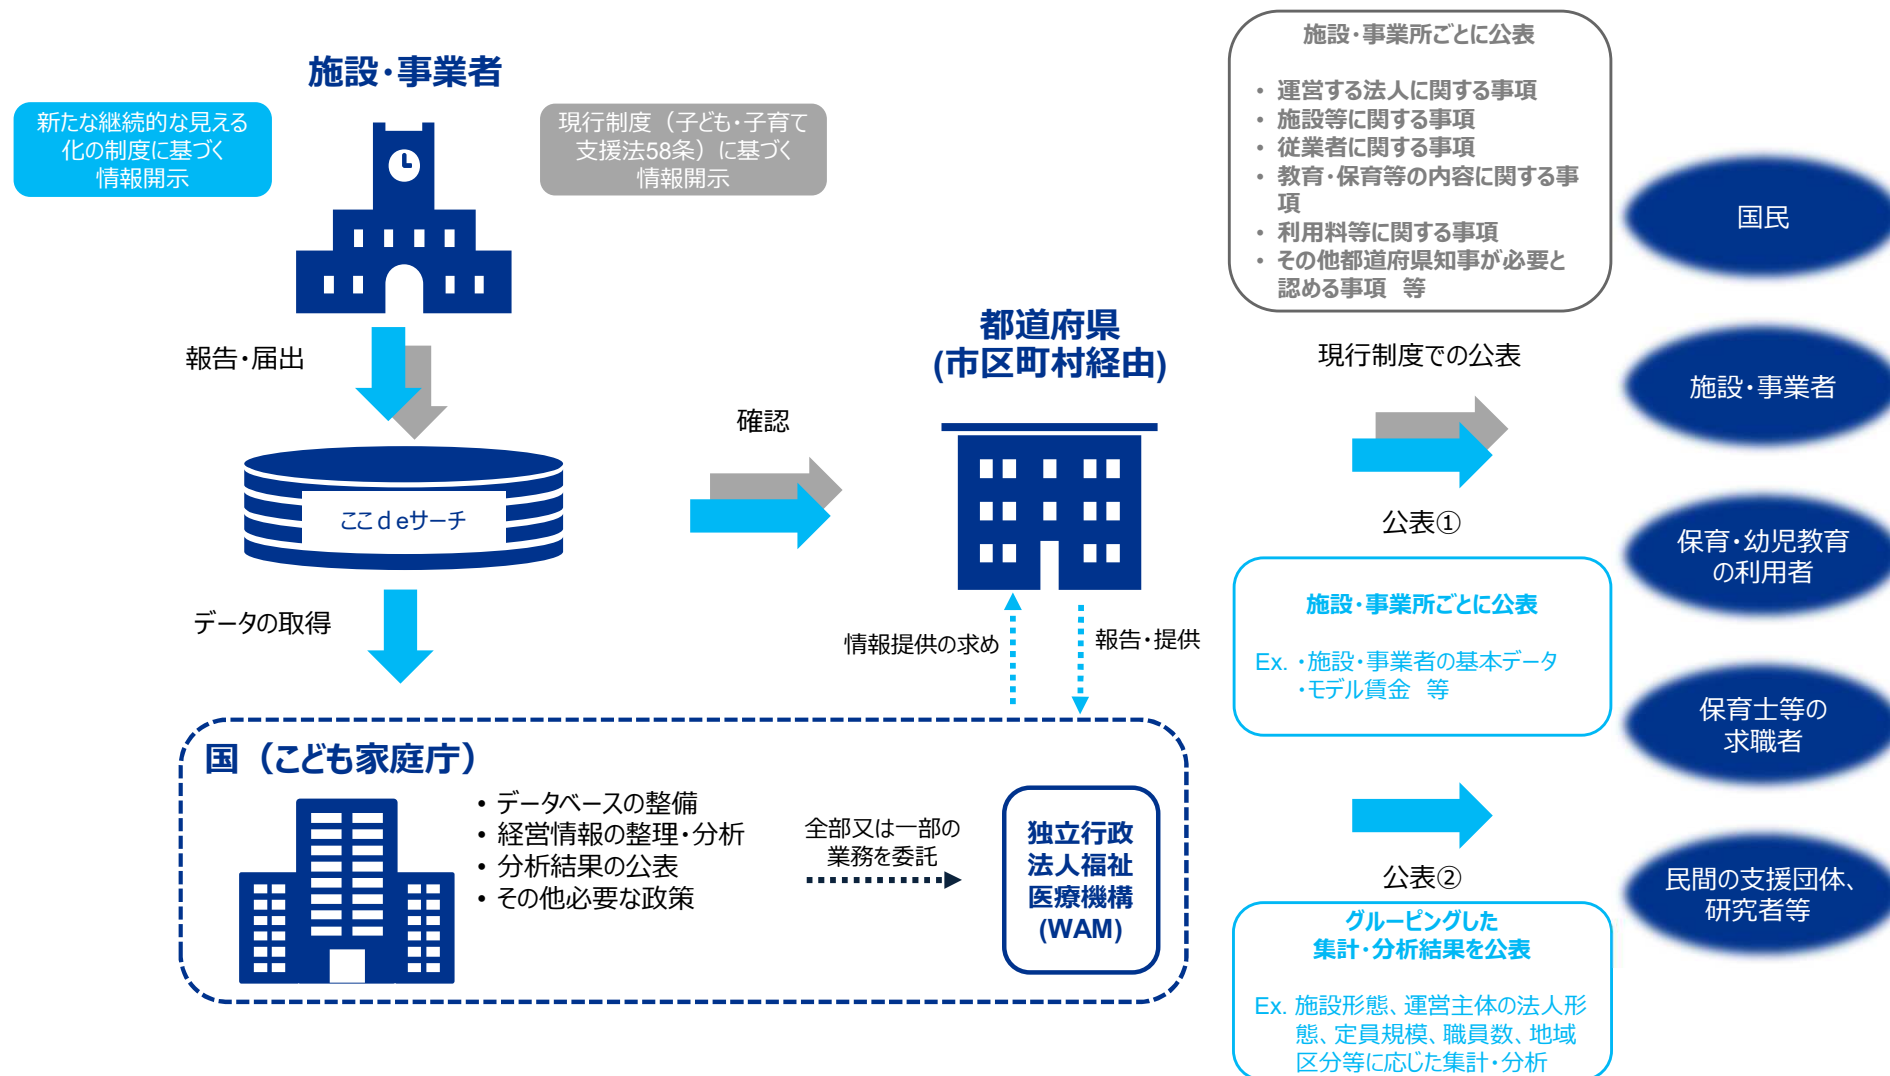 施設・事業者
新たな継続的な見える
化の制度に基づく
情報開示
現行制度（子ども・子育て
支援法58条）に基づく
情報開示
報告・届出
ここｄeサーチ
データの取得
確認
都道府県
(市区町村経由)
情報提供の求め
報告・提供
国（こども家庭庁）
• データベースの整備
• 経営情報の整理・分析
• 分析結果の公表
• その他必要な政策
全部又は一部の
業務を委託
独立行政
法人福祉
医療機構
(WAM)
施設・事業所ごとに公表
• 運営する法人に関する事項
• 施設等に関する事項
• 従業者に関する事項
• 教育・保育等の内容に関する事
項
• 利用料等に関する事項
• その他都道府県知事が必要と
認める事項　等
現行制度での公表
公表①
施設・事業所ごとに公表
Ex. ・施設・事業者の基本データ
・モデル賃金　等
公表②
グルーピングした
集計・分析結果を公表
Ex. 施設形態、運営主体の法人形
態、定員規模、職員数、地域
区分等に応じた集計・分析
国民
施設・事業者
保育・幼児教育
の利用者
保育士等の
求職者
民間の支援団体、
研究者等